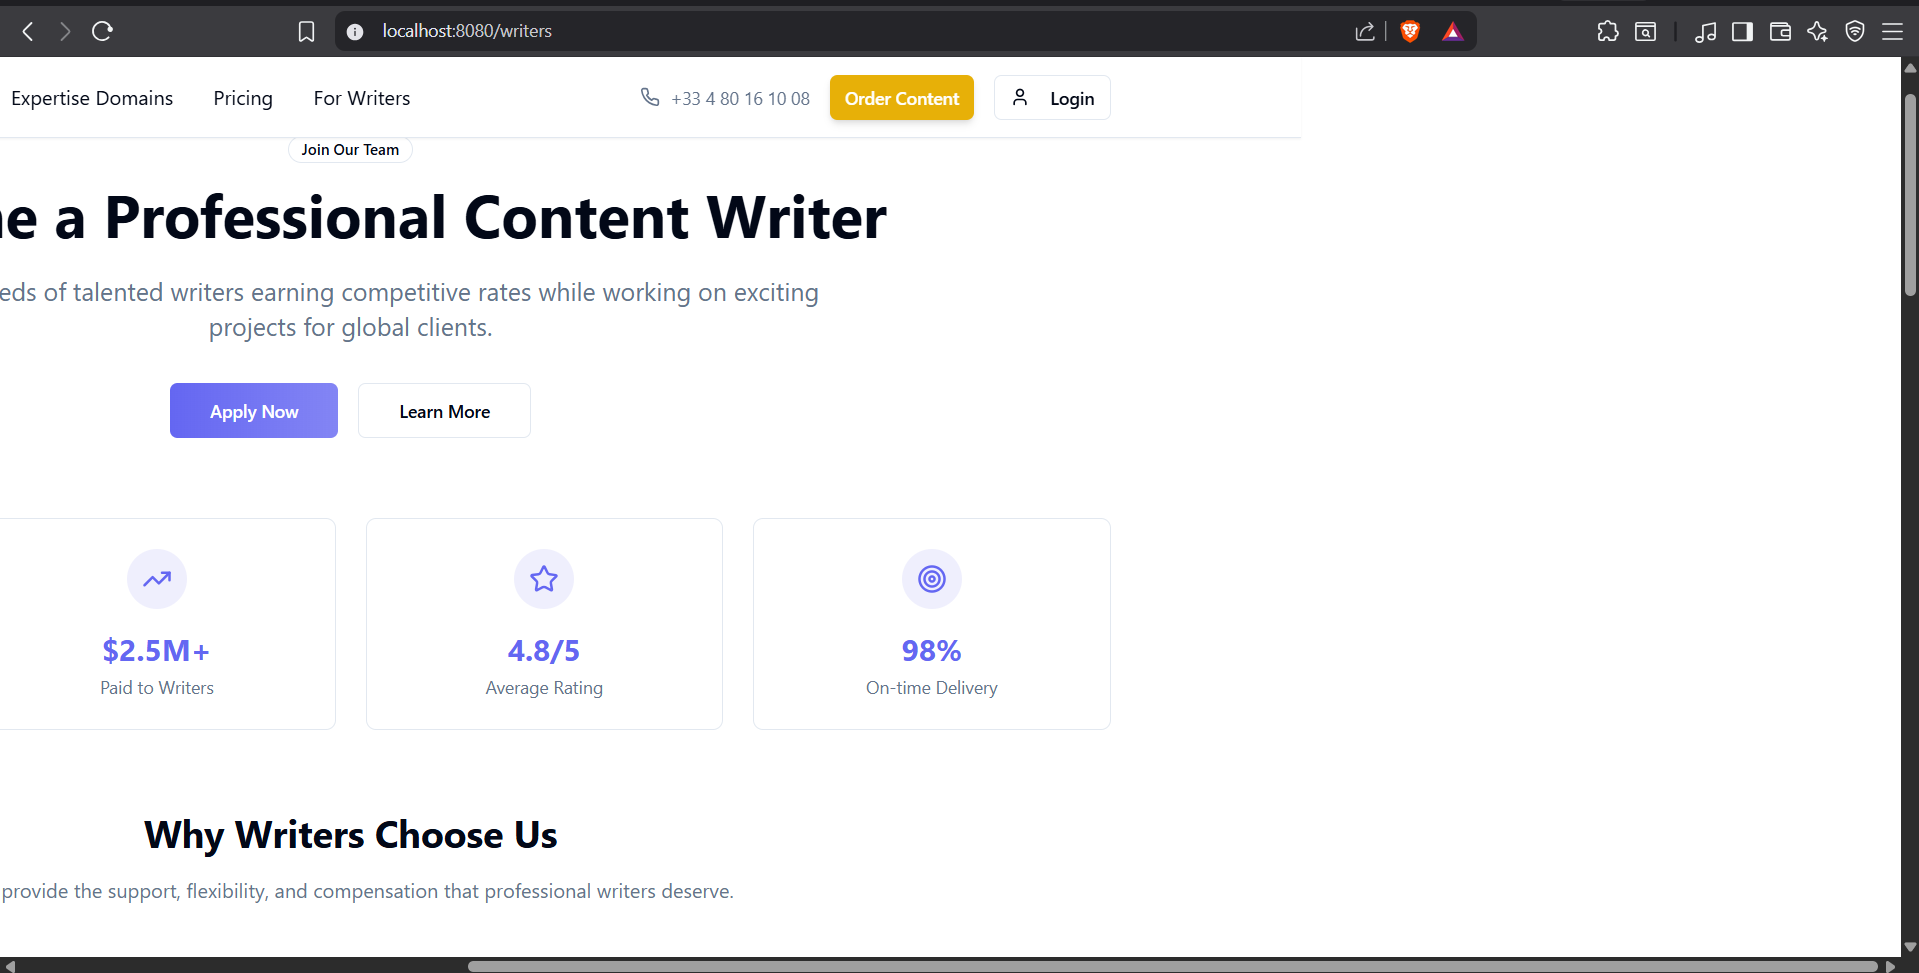 localhost:8080/writers
Expertise Domains Pricing For Writers +33 4 80 16 10 08 Order Content Login
Join Our Team
a Professional Content Writer
of talented writers earning competitive rates while working on exciting
projects for global clients.
Apply Now Learn More
$2.5M+ 4.8/5 98%
Paid to Writers Average Rating On-time Delivery
Why Writers Choose Us
provide the support, flexibility, and compensation that professional writers deserve.